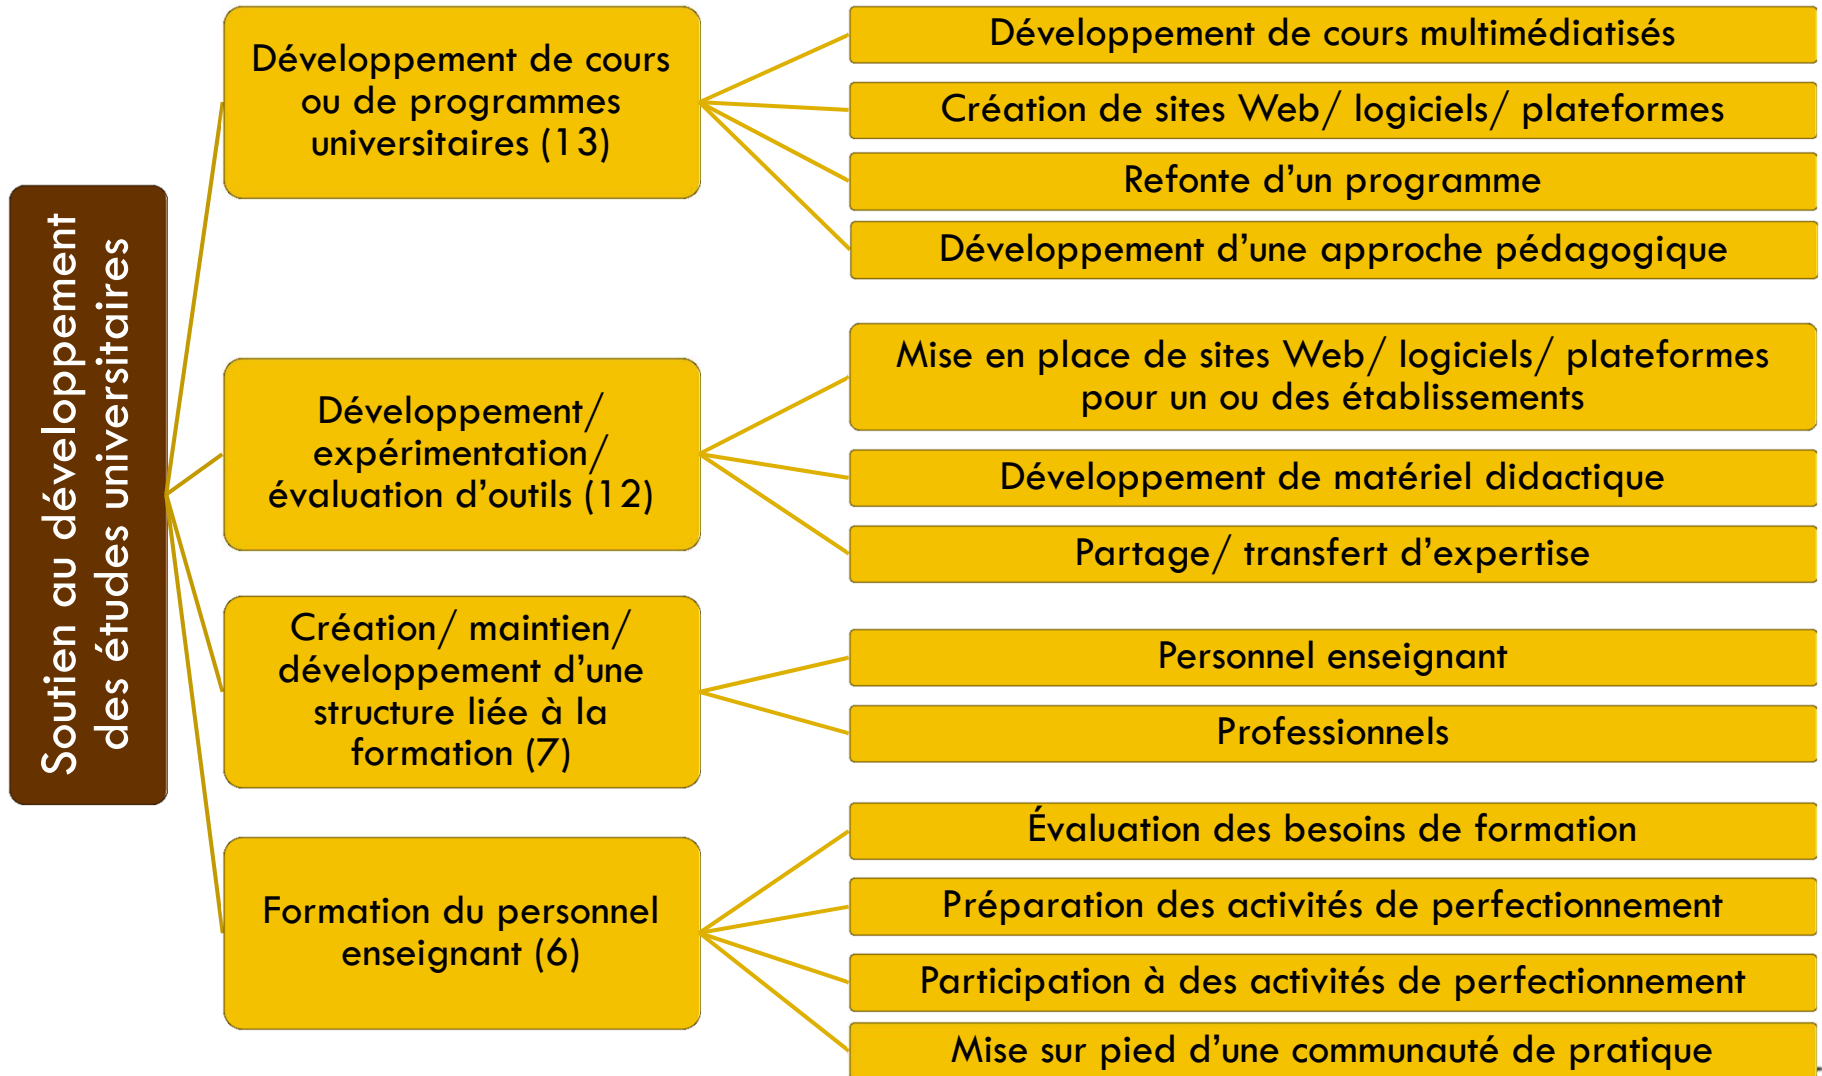 Soutien au développement
des études universitaires
Développement de cours
ou de programmes
universitaires (13)
Développement de cours multimédiatisés
Création de sites Web/ logiciels/ plateformes
Refonte d’un programme
Développement d’une approche pédagogique
Développement/
expérimentation/
évaluation d’outils (12)
Mise en place de sites Web/ logiciels/ plateformes
pour un ou des établissements
Développement de matériel didactique
Partage/ transfert d’expertise
Création/ maintien/
développement d’une
structure liée à la
formation (7)
Personnel enseignant
Professionnels
Formation du personnel
enseignant (6)
Évaluation des besoins de formation
Préparation des activités de perfectionnement
Participation à des activités de perfectionnement
Mise sur pied d’une communauté de pratique